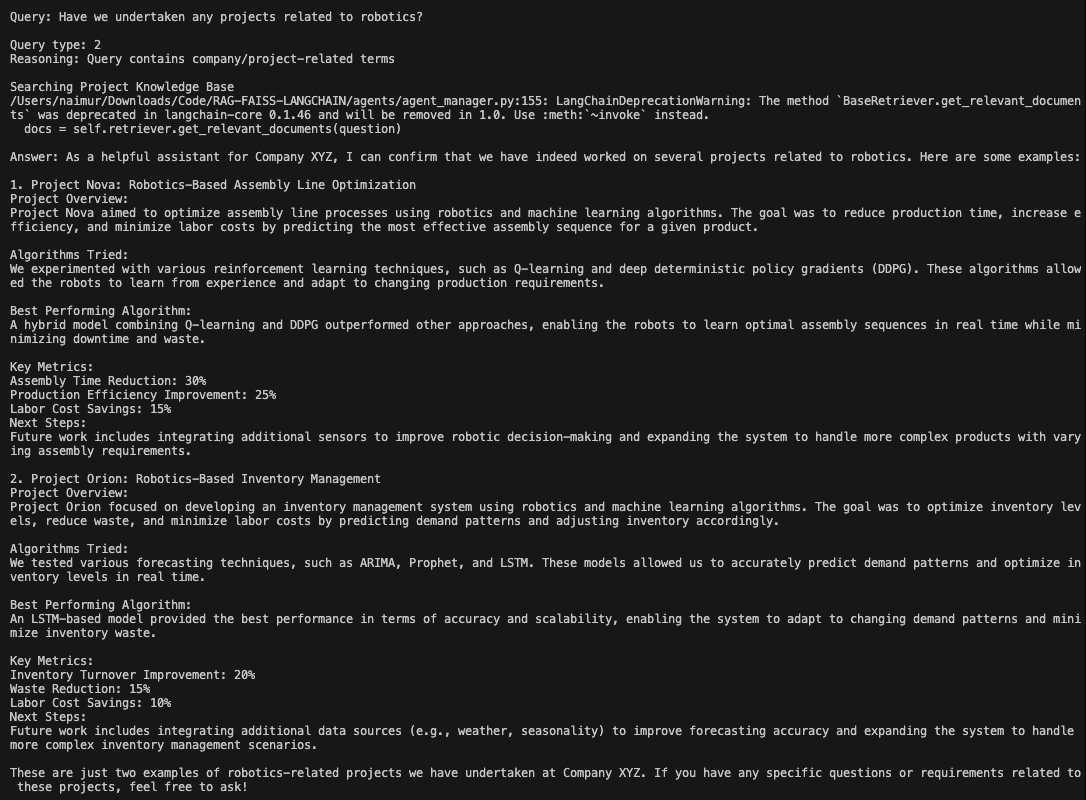 Query: Have we undertaken any projects related to robotics?
Query type: 2
Reasoning: Query contains company/project-related terms
Searching Project Knowledge Base
/Users/naimur/Downloads/Code/RAG-FAISS-LANGCHAIN/agents/agent_manager.py:155: LangChainDeprecationWarning: The method `BaseRetriever.get_relevant_documen
ts` was deprecated in langchain-core 0.1.46 and will be removed in 1.0. Use :meth:`~invoke` instead.
  docs = self.retriever.get_relevant_documents(question)
Answer: As a helpful assistant for Company XYZ, I can confirm that we have indeed worked on several projects related to robotics. Here are some examples:
1. Project Nova: Robotics-Based Assembly Line Optimization
Project Overview:
Project Nova aimed to optimize assembly line processes using robotics and machine learning algorithms. The goal was to reduce production time, increase e
fficiency, and minimize labor costs by predicting the most effective assembly sequence for a given product.
Algorithms Tried:
We experimented with various reinforcement learning techniques, such as Q-learning and deep deterministic policy gradients (DDPG). These algorithms allow
ed the robots to learn from experience and adapt to changing production requirements.
Best Performing Algorithm:
A hybrid model combining Q-learning and DDPG outperformed other approaches, enabling the robots to learn optimal assembly sequences in real time while mi
nimizing downtime and waste.
Key Metrics:
Assembly Time Reduction: 30%
Production Efficiency Improvement: 25%
Labor Cost Savings: 15%
Next Steps:
Future work includes integrating additional sensors to improve robotic decision-making and expanding the system to handle more complex products with vary
ing assembly requirements.
2. Project Orion: Robotics-Based Inventory Management
Project Overview:
Project Orion focused on developing an inventory management system using robotics and machine learning algorithms. The goal was to optimize inventory lev
els, reduce waste, and minimize labor costs by predicting demand patterns and adjusting inventory accordingly.
Algorithms Tried:
We tested various forecasting techniques, such as ARIMA, Prophet, and LSTM. These models allowed us to accurately predict demand patterns and optimize in
ventory levels in real time.
Best Performing Algorithm:
An LSTM-based model provided the best performance in terms of accuracy and scalability, enabling the system to adapt to changing demand patterns and mini
mize inventory waste.
Key Metrics:
Inventory Turnover Improvement: 20%
Waste Reduction: 15%
Labor Cost Savings: 10%
Next Steps:
Future work includes integrating additional data sources (e.g., weather, seasonality) to improve forecasting accuracy and expanding the system to handle
more complex inventory management scenarios.
These are just two examples of robotics-related projects we have undertaken at Company XYZ. If you have any specific questions or requirements related to
 these projects, feel free to ask!